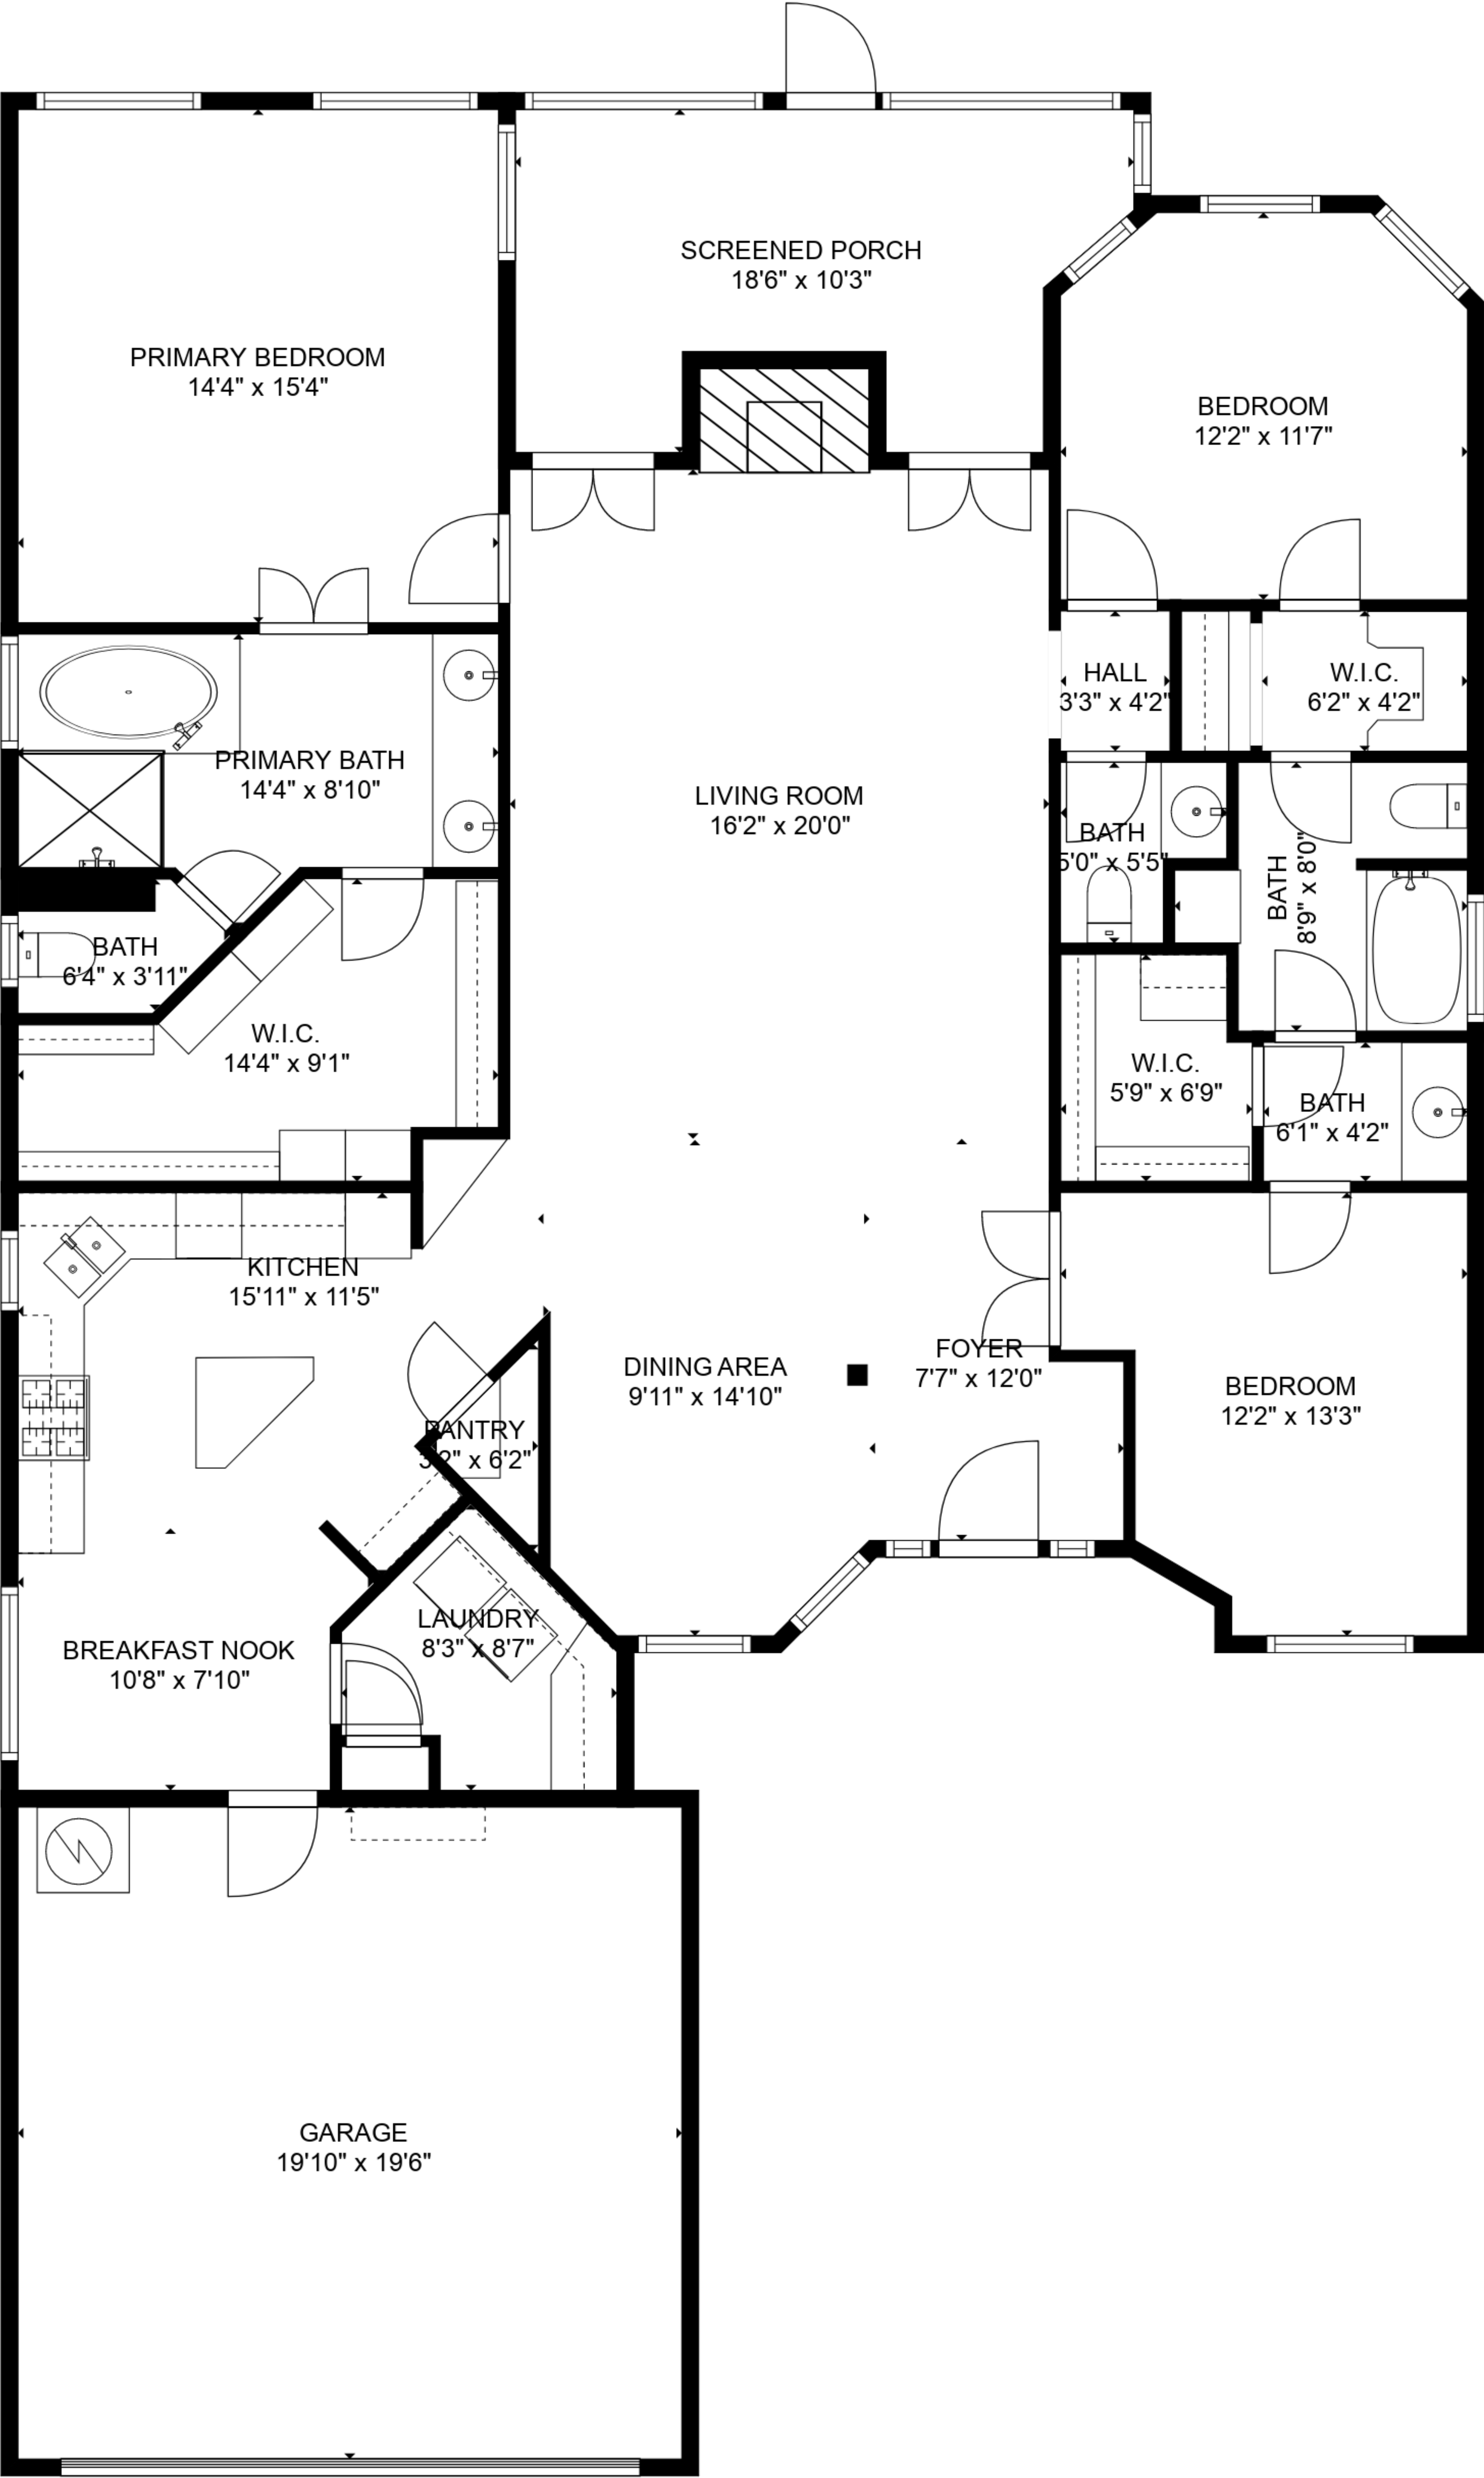 SCREENED PORCH
18'6" x 10'3"
PRIMARY BEDROOM
14'4" x 15'4"
BEDROOM
12'2" x 11'7"
HALL
3'3" x 4'2"
W.I.C.
6'2" x 4'2"
PRIMARY BATH
14'4" x 8'10"
LIVING ROOM
16'2" x 20'0"
BATH
5'0" x 5'5"
BATH
8'9" x 8'0"
BATH
6'4" x 3'11"
W.I.C.
14'4" x 9'1"
W.I.C.
5'9" x 6'9"
BATH
6'1" x 4'2"
KITCHEN
15'11" x 11'5"
DINING AREA
9'11" x 14'10"
FOYER
7'7" x 12'0"
BEDROOM
12'2" x 13'3"
PANTRY
3'2" x 6'2"
LAUNDRY
8'3" x 8'7"
BREAKFAST NOOK
10'8" x 7'10"
GARAGE
19'10" x 19'6"